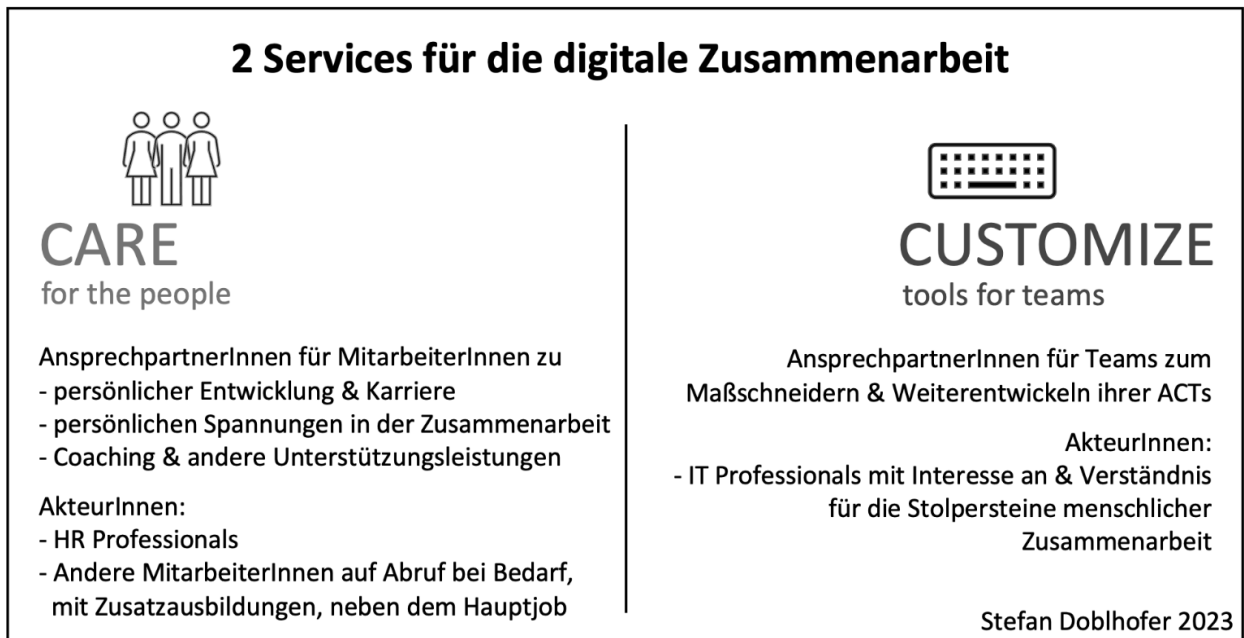 2 Services für die digitale Zusammenarbeit
CARE
for the people
AnsprechpartnerInnen für MitarbeiterInnen zu
- persönlicher Entwicklung & Karriere
- persönlichen Spannungen in der Zusammenarbeit
- Coaching & andere Unterstützungsleistungen
AkteurInnen:
- HR Professionals
- Andere MitarbeiterInnen auf Abruf bei Bedarf,
mit Zusatzausbildungen, neben dem Hauptjob
CUSTOMIZE
tools for teams
AnsprechpartnerInnen für Teams zum
Maßschneidern & Weiterentwickeln ihrer ACTs
AkteurInnen:
- IT Professionals mit Interesse an & Verständnis
für die Stolpersteine menschlicher
Zusammenarbeit
Stefan Doblhofer 2023